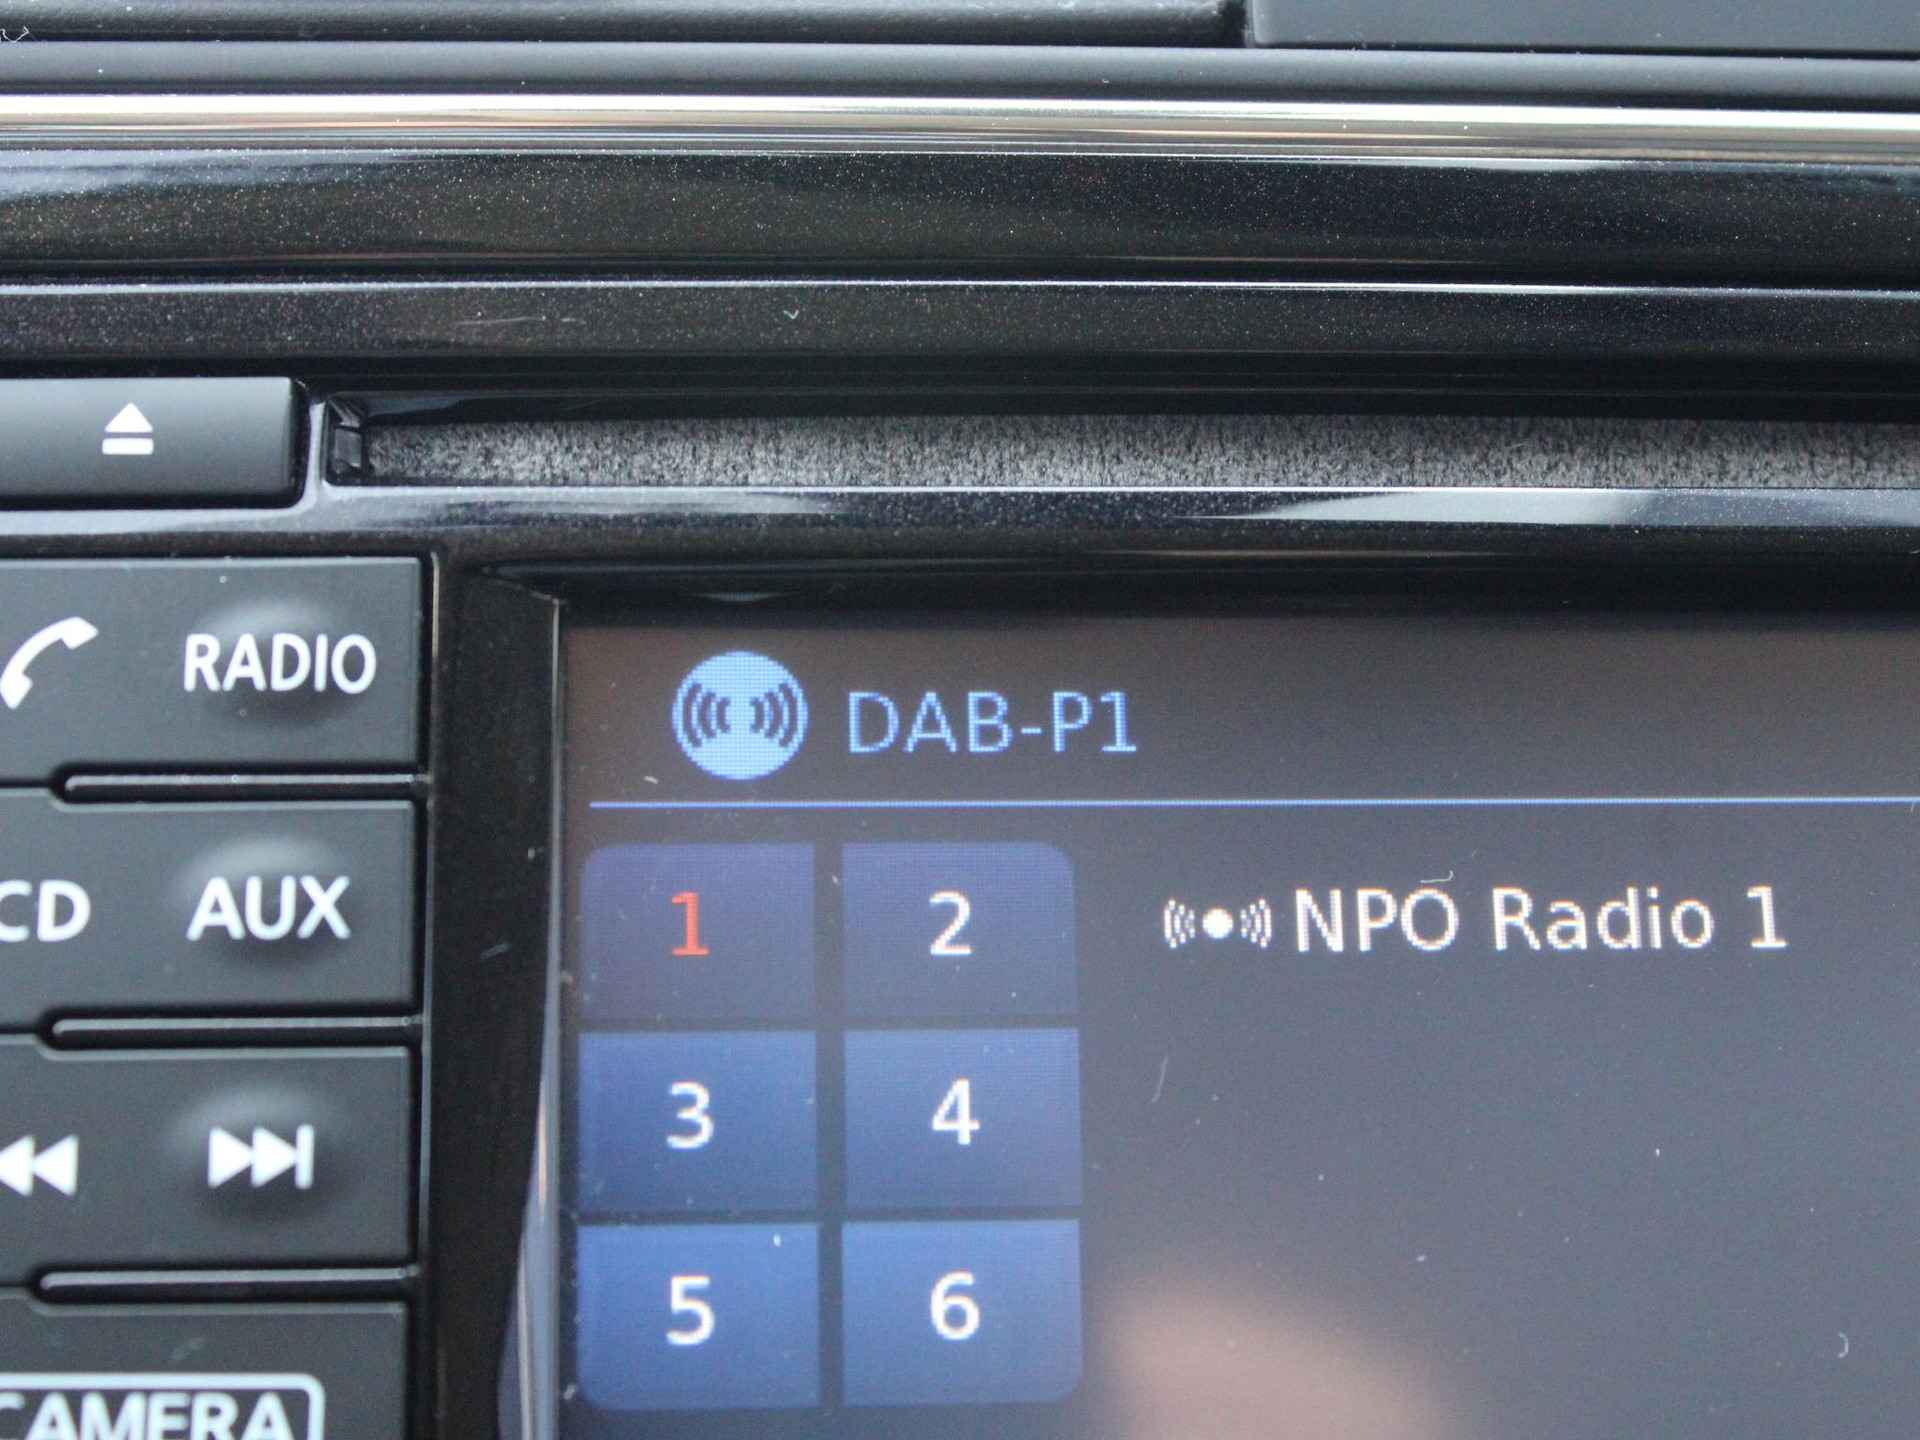 RADIO
DAB-P1
CD
AUX
1 2
NPO Radio 1
3 4
5 6
CAMERA